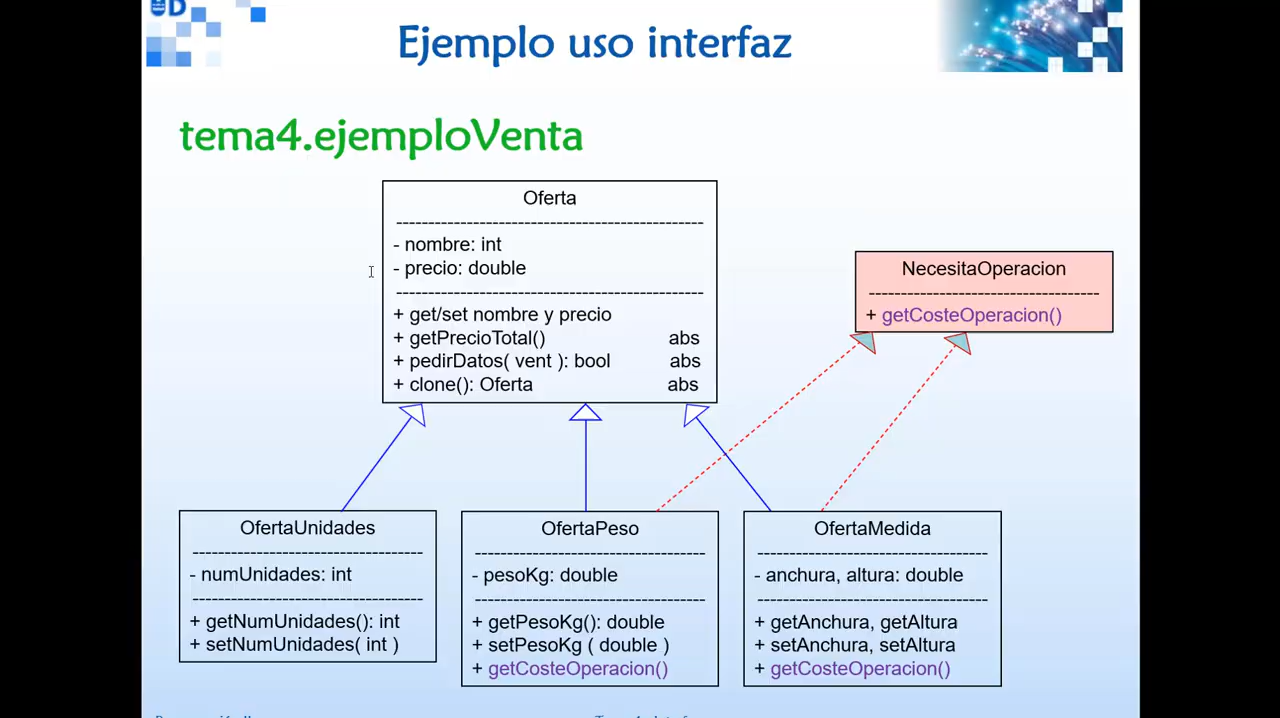 Ejemplo uso interfaz
tema4.ejemploVenta
Oferta
- nombre: int
- precio: double
+ get/set nombre y precio
+ getPrecioTotal() abs
+ pedirDatos( vent ): bool abs
+ clone(): Oferta abs
NecesitaOperacion
+ getCosteOperacion()
OfertaUnidades
- numUnidades: int
+ getNumUnidades(): int
+ setNumUnidades( int )
OfertaPeso
- pesoKg: double
+ getPesoKg(): double
+ setPesoKg ( double )
+ getCosteOperacion()
OfertaMedida
- anchura, altura: double
+ getAnchura, getAltura
+ setAnchura, setAltura
+ getCosteOperacion()